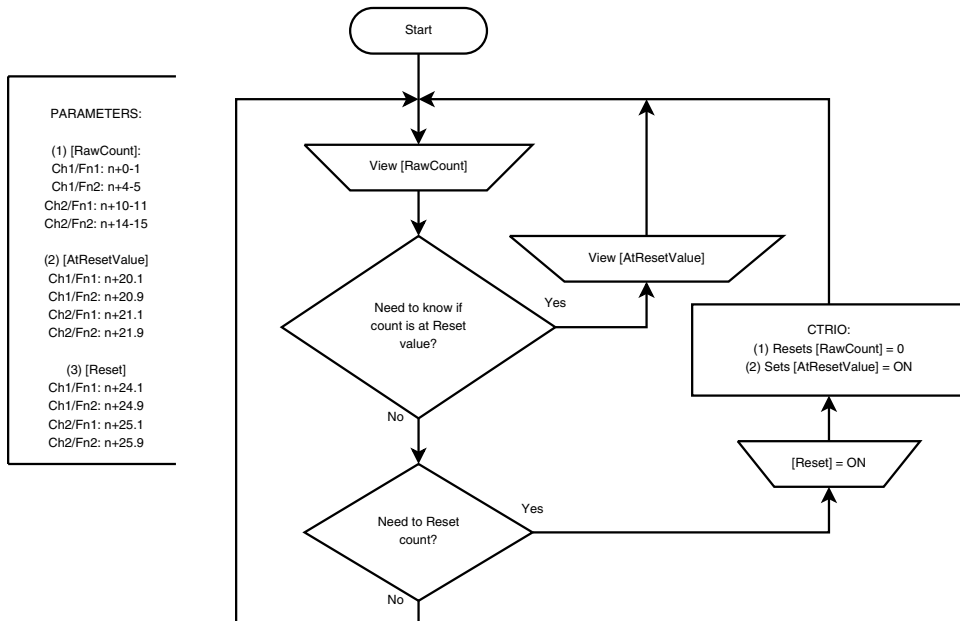 Start
PARAMETERS:
(1) [RawCount]:
Ch1/Fn1: n+0-1
Ch1/Fn2: n+4-5
Ch2/Fn1: n+10-11
Ch2/Fn2: n+14-15
(2) [AtResetValue]
Ch1/Fn1: n+20.1
Ch1/Fn2: n+20.9
Ch2/Fn1: n+21.1
Ch2/Fn2: n+21.9
(3) [Reset]
Ch1/Fn1: n+24.1
Ch1/Fn2: n+24.9
Ch2/Fn1: n+25.1
Ch2/Fn2: n+25.9
View [RawCount]
Need to know if
count is at Reset
value?
Yes
View [AtResetValue]
No
Need to Reset
count?
Yes
[Reset] = ON
CTRIO:
(1) Resets [RawCount] = 0
(2) Sets [AtResetValue] = ON
No